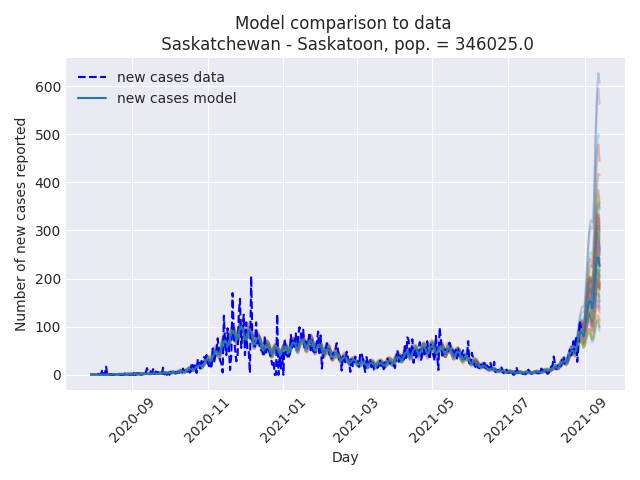 Model comparison to data
Saskatchewan - Saskatoon, pop. = 346025.0
new cases data
new cases model
Number of new cases reported
600
500
400
300
200
100
0
2020-09
2020-11
2021-01
2021-03
2021-05
2021-07
2021-09
Day